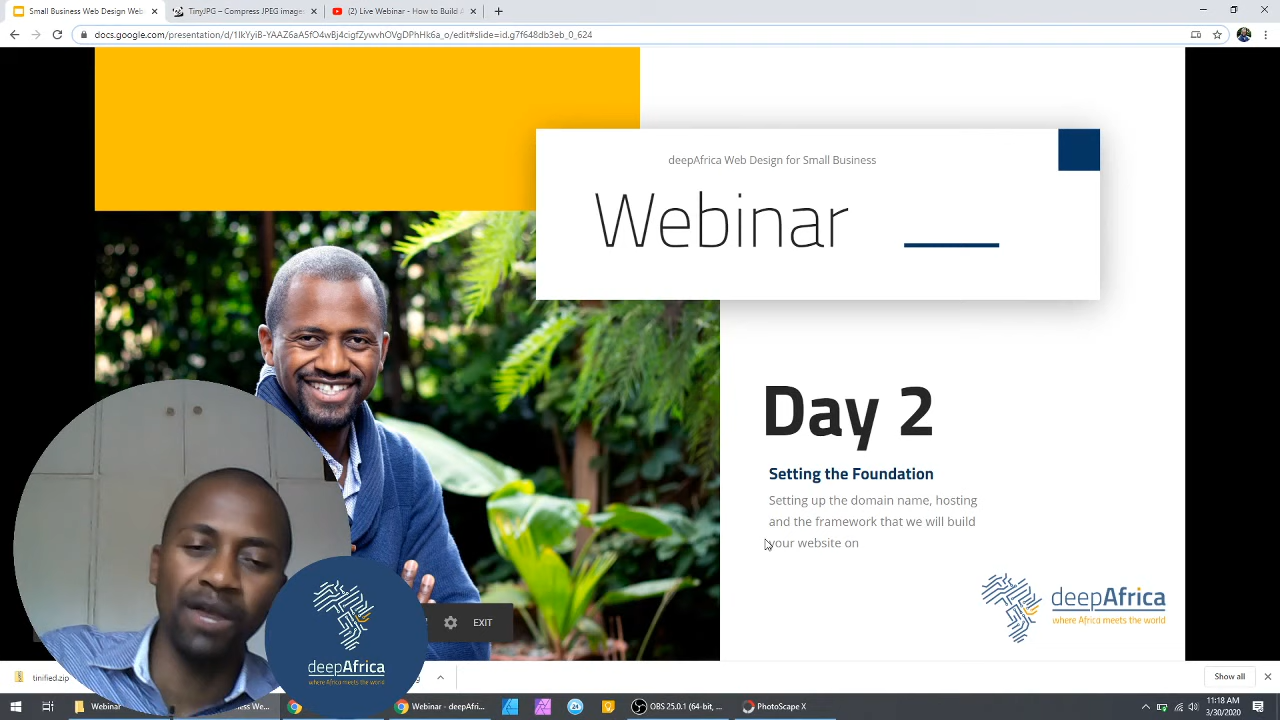 Small Business Web Design Web
TinyJPG – Compress JPEG images
(2) Live Webinar - How to Build &
docs.google.com/presentation/d/1IkYyiB-YAAZ6aA5fO4wBj4cigfZywvhOVgDPhHk6a_o/edit#slide=id.g7f648db3eb_0_624
deepAfrica Web Design for Small Business
Webinar
Day 2
Setting the Foundation
Setting up the domain name, hosting
and the framework that we will build
your website on
deepAfrica
where Africa meets the world
EXIT
deepAfrica
where Africa meets the world
tinified.zip
Show all
Webinar
Small Business We
OBS 25.0.1 (64-bit, ...
PhotoScape X
11:18 AM
3/30/2020